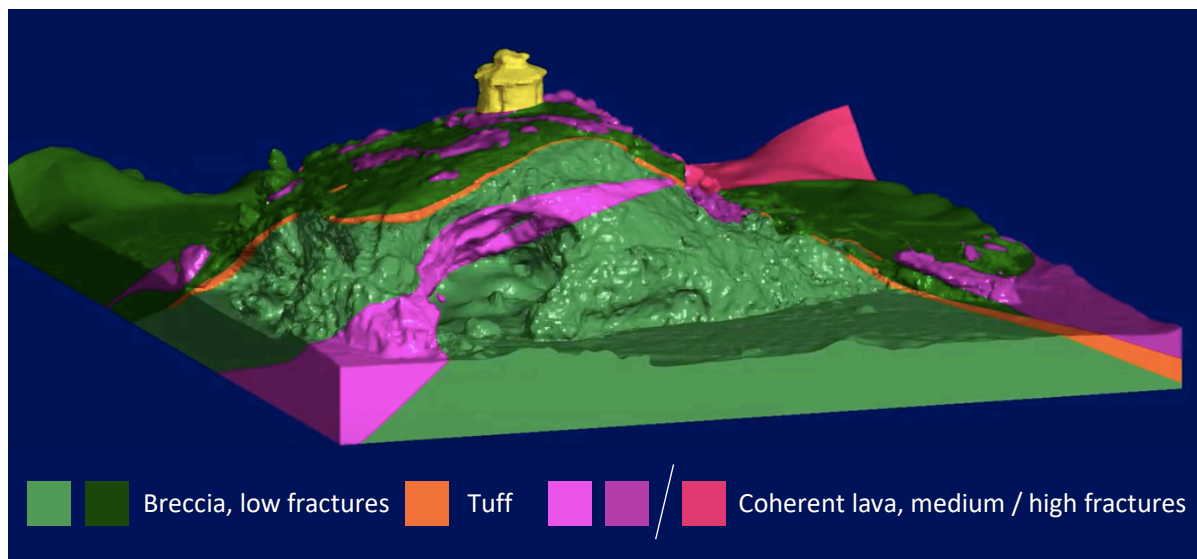 Breccia, low fractures Tuff / Coherent lava, medium / high fractures